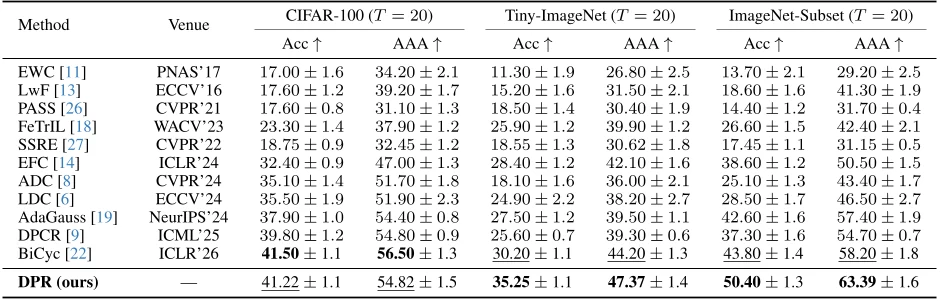 Method Venue CIFAR-100 (T = 20) Tiny-ImageNet (T = 20) ImageNet-Subset (T = 20)
Acc ↑ AAA ↑ Acc ↑ AAA ↑ Acc ↑ AAA ↑
EWC [11] PNAS'17 17.00 ± 1.6 34.20 ± 2.1 11.30 ± 1.9 26.80 ± 2.5 13.70 ± 2.1 29.20 ± 2.5
LwF [13] ECCV'16 17.60 ± 1.2 39.20 ± 1.7 15.20 ± 1.6 31.50 ± 2.1 18.60 ± 1.6 41.30 ± 1.9
PASS [26] CVPR'21 17.60 ± 0.8 31.10 ± 1.3 18.50 ± 1.4 30.40 ± 1.9 14.40 ± 1.2 31.70 ± 0.4
FeTrIL [18] WACV'23 23.30 ± 1.4 37.90 ± 1.2 25.90 ± 1.2 39.90 ± 1.2 26.60 ± 1.5 42.40 ± 2.1
SSRE [27] CVPR'22 18.75 ± 0.9 32.45 ± 1.2 18.55 ± 1.3 30.62 ± 1.8 17.45 ± 1.1 31.15 ± 0.5
EFC [14] ICLR'24 32.40 ± 0.9 47.00 ± 1.3 28.40 ± 1.2 42.10 ± 1.6 38.60 ± 1.2 50.50 ± 1.5
ADC [8] CVPR'24 35.10 ± 1.4 51.70 ± 1.8 18.10 ± 1.6 36.00 ± 2.1 25.10 ± 1.3 43.40 ± 1.7
LDC [6] ECCV'24 35.50 ± 1.9 51.90 ± 2.3 24.90 ± 2.2 38.20 ± 2.7 28.50 ± 1.7 46.50 ± 2.7
AdaGauss [19] NeurIPS'24 37.90 ± 1.0 54.40 ± 0.8 27.50 ± 1.2 39.50 ± 1.1 42.60 ± 1.6 57.40 ± 1.9
DPCR [9] ICML'25 39.80 ± 1.2 54.80 ± 0.9 25.60 ± 0.7 39.30 ± 0.6 37.30 ± 1.6 54.70 ± 0.7
BiCyc [22] ICLR'26 41.50 ± 1.1 56.50 ± 1.3 30.20 ± 1.1 44.20 ± 1.3 43.80 ± 1.4 58.20 ± 1.8
DPR (ours) — 41.22 ± 1.1 54.82 ± 1.5 35.25 ± 1.1 47.37 ± 1.4 50.40 ± 1.3 63.39 ± 1.6